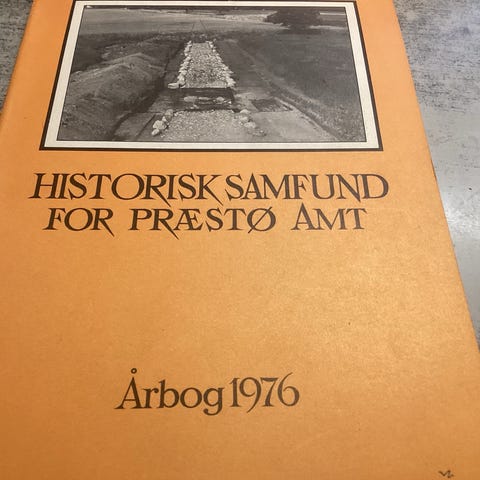 HISTORISK SAMFUND
FOR PRÆSTØ AMT
Årbog 1976